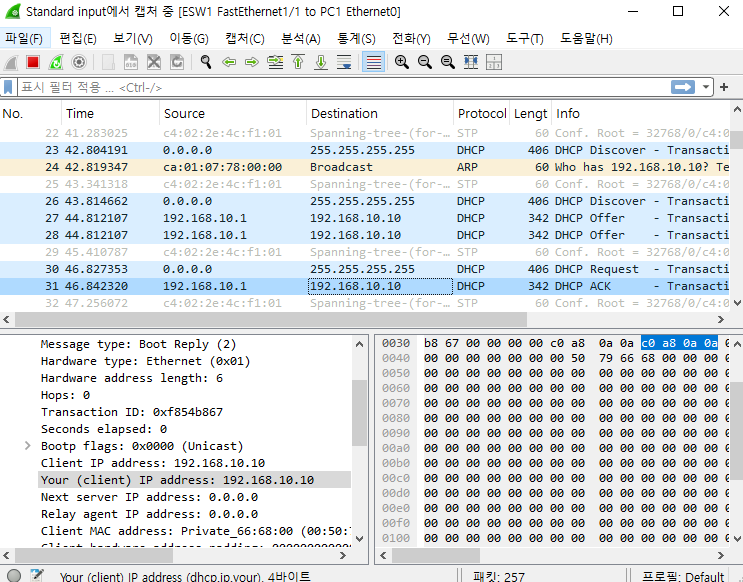 Standard input에서 캡처 중 [ESW1 FastEthernet1/1 to PC1 Ethernet0]
파일(F) 편집(E) 보기(V) 이동(G) 캡처(C) 분석(A) 통계(S) 전화(Y) 무선(W) 도구(T) 도움말(H)
표시 필터 적용 … <Ctrl-/>
No. Time Source Destination Protocol Lengt Info
22 41.283025 c4:02:2e:4c:f1:01 Spanning-tree-(for-… STP 60 Conf. Root = 32768/0/c4:0
23 42.804191 0.0.0.0 255.255.255.255 DHCP 406 DHCP Discover - Transacti
24 42.819347 ca:01:07:78:00:00 Broadcast ARP 60 Who has 192.168.10.10? Te
25 43.341318 c4:02:2e:4c:f1:01 Spanning-tree-(for-… STP 60 Conf. Root = 32768/0/c4:0
26 43.814662 0.0.0.0 255.255.255.255 DHCP 406 DHCP Discover - Transacti
27 44.812107 192.168.10.1 192.168.10.10 DHCP 342 DHCP Offer - Transacti
28 44.812107 192.168.10.1 192.168.10.10 DHCP 342 DHCP Offer - Transacti
29 45.410787 c4:02:2e:4c:f1:01 Spanning-tree-(for-… STP 60 Conf. Root = 32768/0/c4:0
30 46.827353 0.0.0.0 255.255.255.255 DHCP 406 DHCP Request - Transacti
31 46.842320 192.168.10.1 192.168.10.10 DHCP 342 DHCP ACK - Transacti
32 47.256072 c4:02:2e:4c:f1:01 Spanning-tree-(for-… STP 60 Conf. Root = 32768/0/c4:0
Message type: Boot Reply (2)
Hardware type: Ethernet (0x01)
Hardware address length: 6
Hops: 0
Transaction ID: 0xf854b867
Seconds elapsed: 0
Bootp flags: 0x0000 (Unicast)
Client IP address: 192.168.10.10
Your (client) IP address: 192.168.10.10
Next server IP address: 0.0.0.0
Relay agent IP address: 0.0.0.0
Client MAC address: Private_66:68:00 (00:50:
Client hardware address padding: 00000000000
0030 b8 67 00 00 00 00 c0 a8 0a 0a c0 a8 0a 0a
0040 00 00 00 00 00 00 50 79 66 68 00 00 00 00
0050 00 00 00 00 00 00 00 00 00 00 00 00 00 00
0060 00 00 00 00 00 00 00 00 00 00 00 00 00 00
0070 00 00 00 00 00 00 00 00 00 00 00 00 00 00
0080 00 00 00 00 00 00 00 00 00 00 00 00 00 00
0090 00 00 00 00 00 00 00 00 00 00 00 00 00 00
00a0 00 00 00 00 00 00 00 00 00 00 00 00 00 00
00b0 00 00 00 00 00 00 00 00 00 00 00 00 00 00
00c0 00 00 00 00 00 00 00 00 00 00 00 00 00 00
00d0 00 00 00 00 00 00 00 00 00 00 00 00 00 00
00e0 00 00 00 00 00 00 00 00 00 00 00 00 00 00
00f0 00 00 00 00 00 00 00 00 00 00 00 00 00 00
0100 00 00 00 00 00 00 00 00 00 00 00 00 00 00
Your (client) IP address (dhcp.ip.your), 4바이트 패킷: 257 프로필: Default